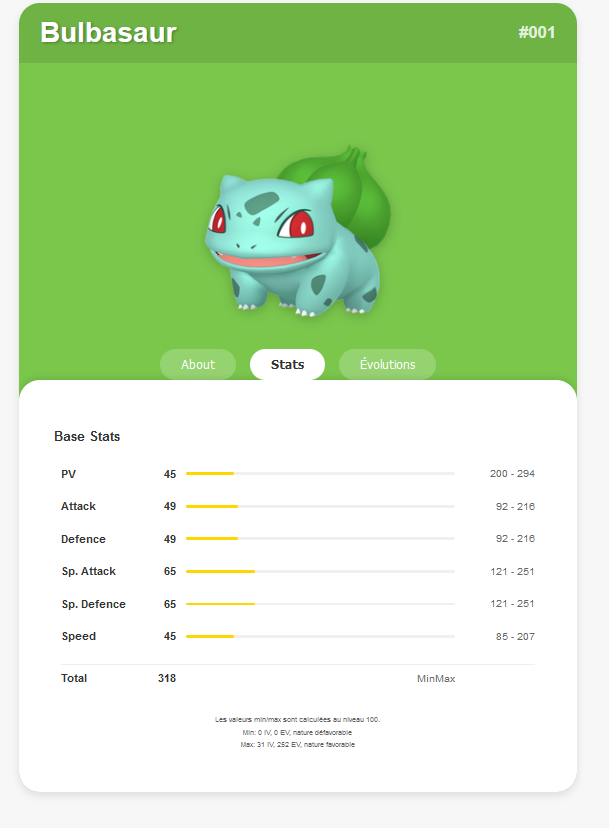 Bulbasaur #001
About Stats Évolutions
Base Stats
PV 45 200 - 294
Attack 49 92 - 216
Defence 49 92 - 216
Sp. Attack 65 121 - 251
Sp. Defence 65 121 - 251
Speed 45 85 - 207
Total 318 MinMax
Les valeurs min/max sont calculées au niveau 100.
Min: 0 IV, 0 EV, nature défavorable
Max: 31 IV, 252 EV, nature favorable